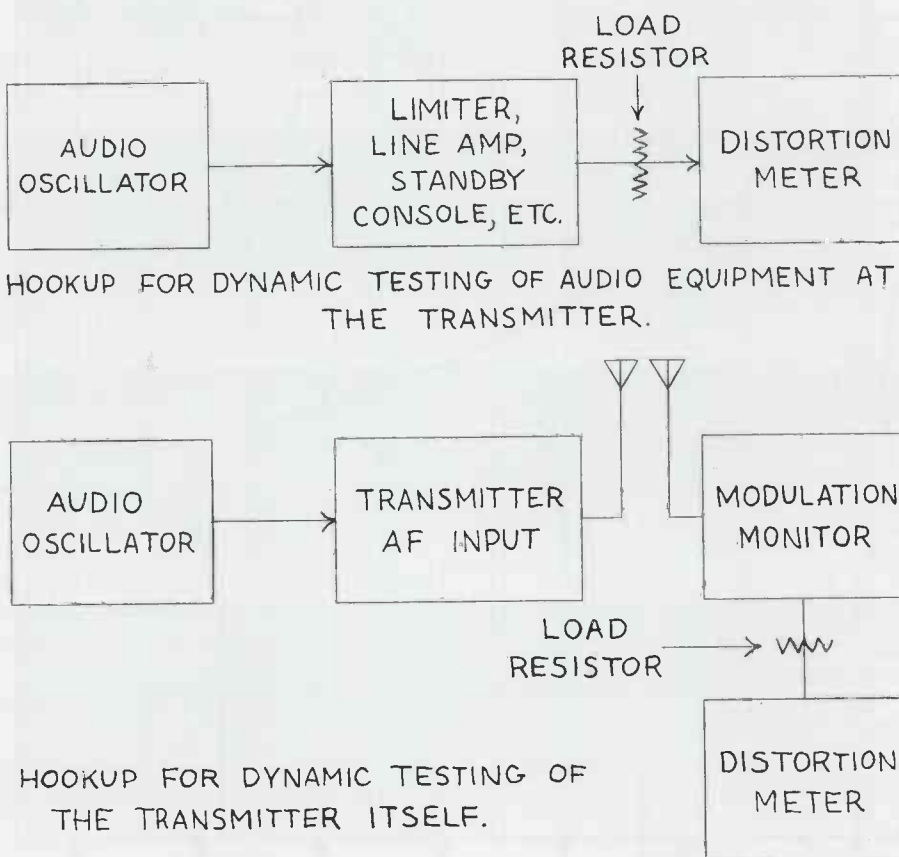 LOAD
RESISTOR
AUDIO
OSCILLATOR
LIMITER,
LINE AMP,
STANDBY
CONSOLE, ETC.
DISTORTION
METER
HOOKUP FOR DYNAMIC TESTING OF AUDIO EQUIPMENT AT
THE TRANSMITTER.
AUDIO
OSCILLATOR
TRANSMITTER
AF INPUT
MODULATION
MONITOR
LOAD
RESISTOR
DISTORTION
METER
HOOKUP FOR DYNAMIC TESTING OF
THE TRANSMITTER ITSELF.